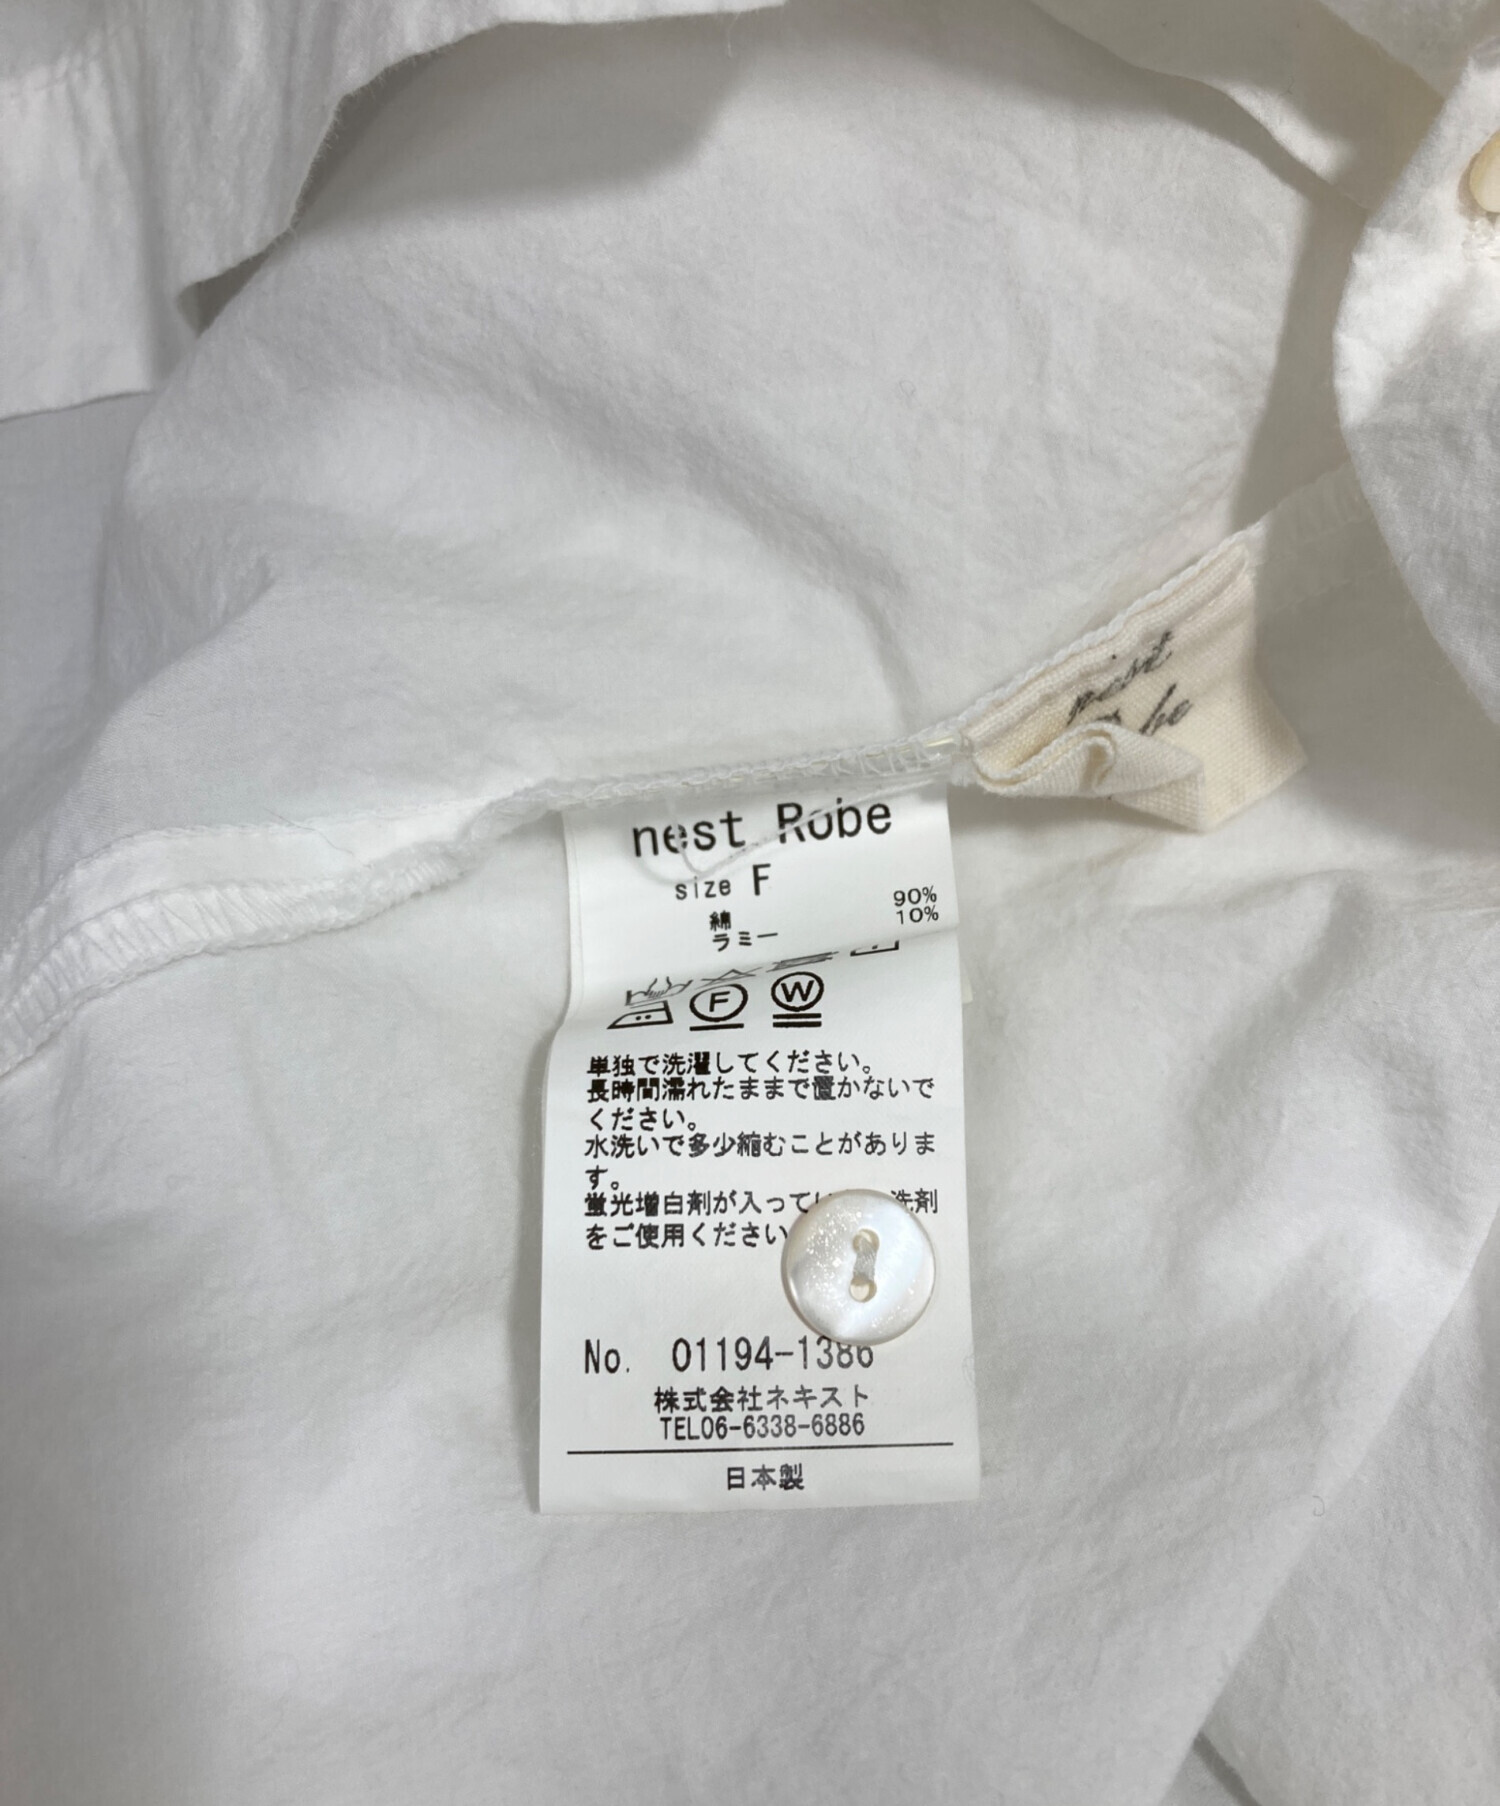 nest
nest Robe
size F
綿 90%
ラミー 10%
F W
単独で洗濯してください。
長時間濡れたままで置かないで
ください。
水洗いで多少縮むことがありま
す。
蛍光増白剤が入ってい 洗剤
をご使用ください
No. 01194-1386
株式会社ネキスト
TEL06-6338-6886
日本製